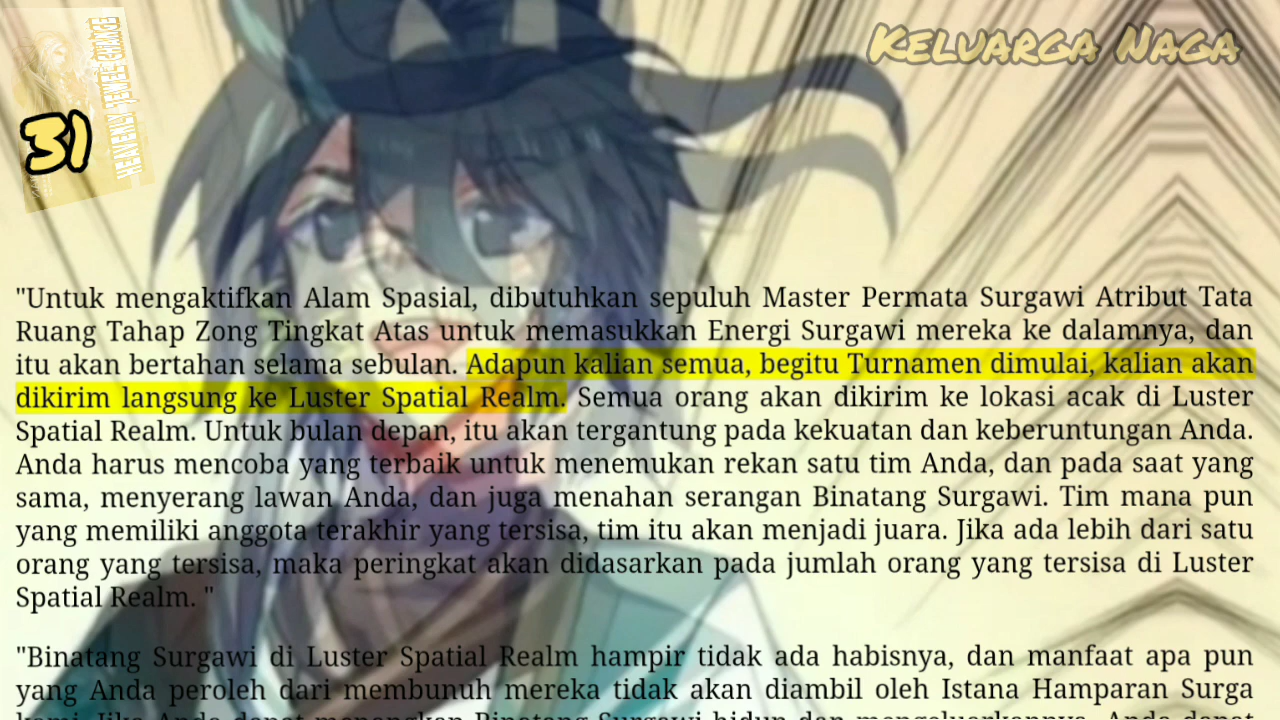 Keluarga Naga
HEAVENLY JEWEL CHANGE
31
"Untuk mengaktifkan Alam Spasial, dibutuhkan sepuluh Master Permata Surgawi Atribut Tata
Ruang Tahap Zong Tingkat Atas untuk memasukkan Energi Surgawi mereka ke dalamnya, dan
itu akan bertahan selama sebulan. Adapun kalian semua, begitu Turnamen dimulai, kalian akan
dikirim langsung ke Luster Spatial Realm. Semua orang akan dikirim ke lokasi acak di Luster
Spatial Realm. Untuk bulan depan, itu akan tergantung pada kekuatan dan keberuntungan Anda.
Anda harus mencoba yang terbaik untuk menemukan rekan satu tim Anda, dan pada saat yang
sama, menyerang lawan Anda, dan juga menahan serangan Binatang Surgawi. Tim mana pun
yang memiliki anggota terakhir yang tersisa, tim itu akan menjadi juara. Jika ada lebih dari satu
orang yang tersisa, maka peringkat akan didasarkan pada jumlah orang yang tersisa di Luster
Spatial Realm. "
"Binatang Surgawi di Luster Spatial Realm hampir tidak ada habisnya, dan manfaat apa pun
yang Anda peroleh dari membunuh mereka tidak akan diambil oleh Istana Hamparan Surga